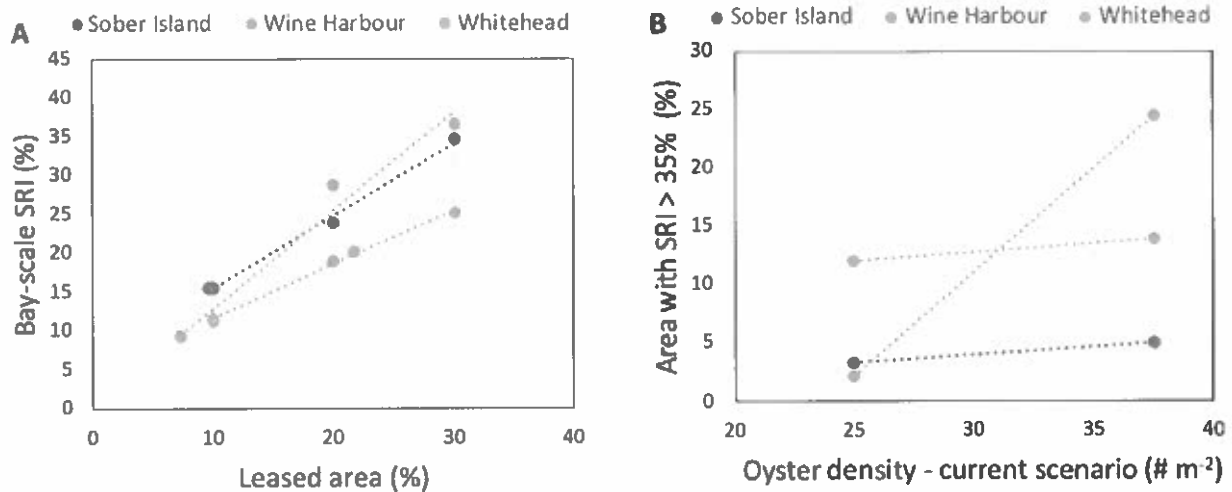 A
Sober Island Wine Harbour Whitehead
45
40
35
30
25
20
15
10
5
0
Bay-scale SRI (%)
0 10 20 30 40
Leased area (%)
B
Sober Island Wine Harbour Whitehead
30
25
20
15
10
5
0
Area with SRI > 35% (%)
20 25 30 35 40
Oyster density - current scenario (# m⁻²)